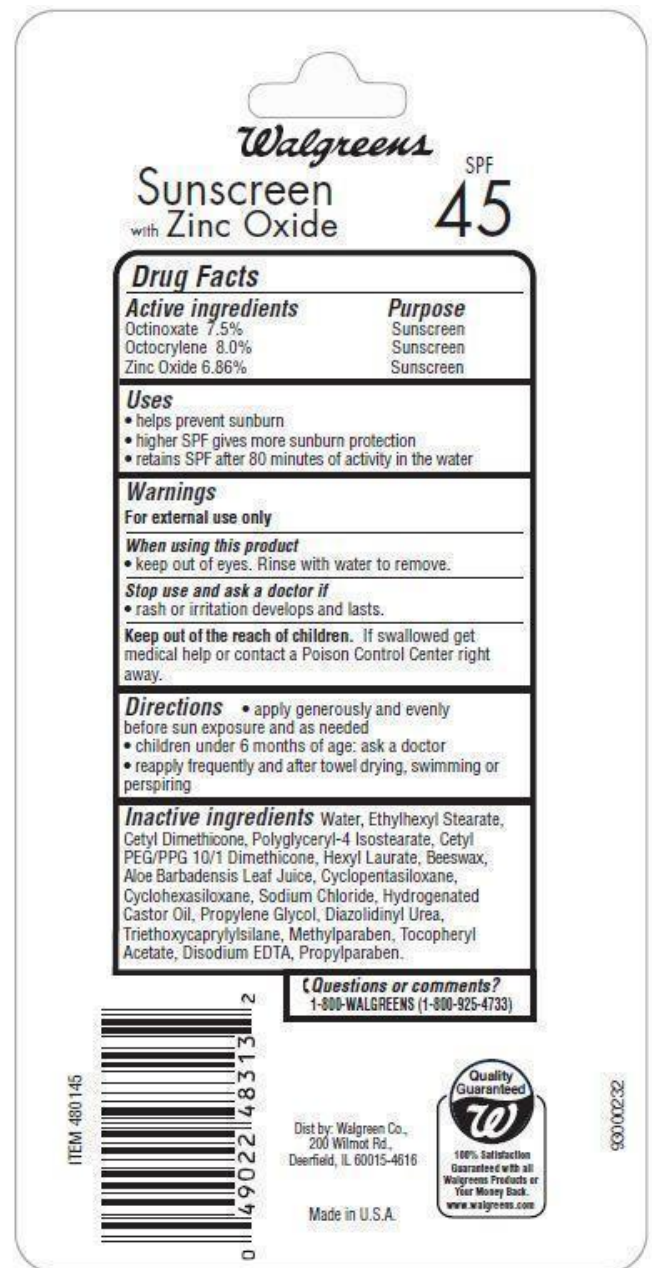 Walgreens
SPF
Sunscreen
with Zinc Oxide
45
Drug Facts
Active ingredients Purpose
Octinoxate 7.5% Sunscreen
Octocrylene 8.0% Sunscreen
Zinc Oxide 6.86% Sunscreen
Uses
• helps prevent sunburn
• higher SPF gives more sunburn protection
• retains SPF after 80 minutes of activity in the water
Warnings
For external use only
When using this product
• keep out of eyes. Rinse with water to remove.
Stop use and ask a doctor if
• rash or irritation develops and lasts.
Keep out of the reach of children. If swallowed get
medical help or contact a Poison Control Center right
away.
Directions • apply generously and evenly
before sun exposure and as needed
• children under 6 months of age: ask a doctor
• reapply frequently and after towel drying, swimming or
perspiring
Inactive ingredients Water, Ethylhexyl Stearate,
Cetyl Dimethicone, Polyglyceryl-4 Isostearate, Cetyl
PEG/PPG 10/1 Dimethicone, Hexyl Laurate, Beeswax,
Aloe Barbadensis Leaf Juice, Cyclopentasiloxane,
Cyclohexasiloxane, Sodium Chloride, Hydrogenated
Castor Oil, Propylene Glycol, Diazolidinyl Urea,
Triethoxycaprylylsilane, Methylparaben, Tocopheryl
Acetate, Disodium EDTA, Propylparaben.
Questions or comments?
1-800-WALGREENS (1-800-925-4733)
ITEM 480145
0 49022 48313 2
Dist by: Walgreen Co.,
200 Wilmot Rd.,
Deerfield, IL 60015-4616
Made in U.S.A.
Quality
Guaranteed
W
100% Satisfaction
Guaranteed with all
Walgreens Products or
Your Money Back.
www.walgreens.com
93000232